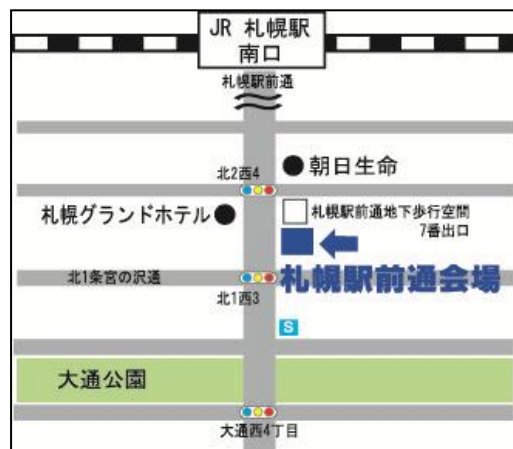 JR 札幌駅
南口
札幌駅前通
北2西4
朝日生命
札幌グランドホテル
札幌駅前通地下歩行空間
7番出口
北1条宮の沢通
札幌駅前通会場
北1西3
S
大通公園
大通西4丁目